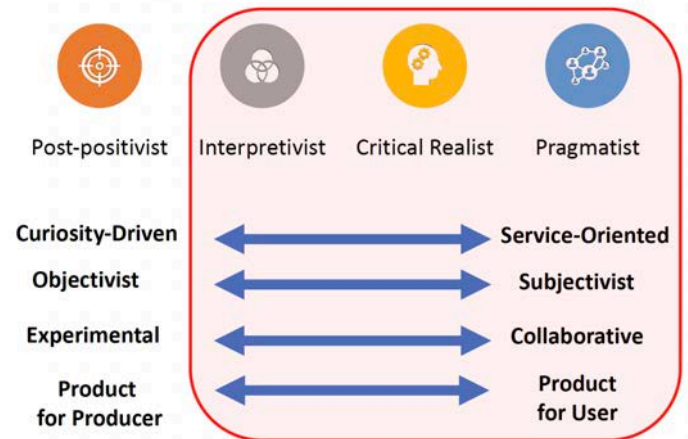 Post-positivist Interpretivist Critical Realist Pragmatist
Curiosity-Driven Service-Oriented
Objectivist Subjectivist
Experimental Collaborative
Product Product
for Producer for User